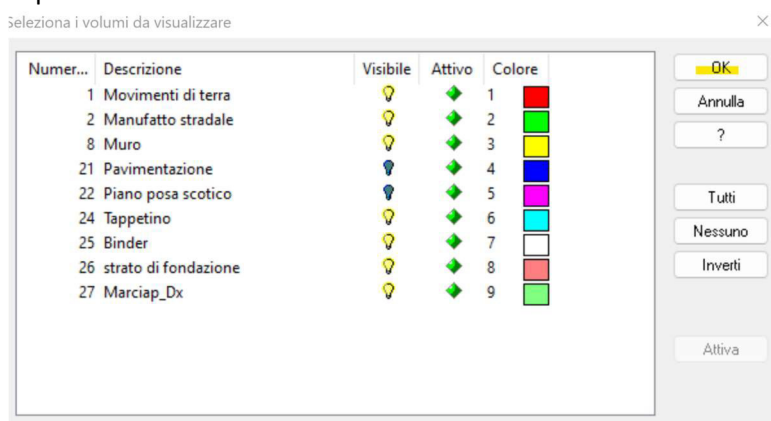 Seleziona i volumi da visualizzare
Numer... Descrizione Visibile Attivo Colore
1 Movimenti di terra 1
2 Manufatto stradale 2
8 Muro 3
21 Pavimentazione 4
22 Piano posa scotico 5
24 Tappetino 6
25 Binder 7
26 strato di fondazione 8
27 Marciap_Dx 9
OK
Annulla
?
Tutti
Nessuno
Inverti
Attiva